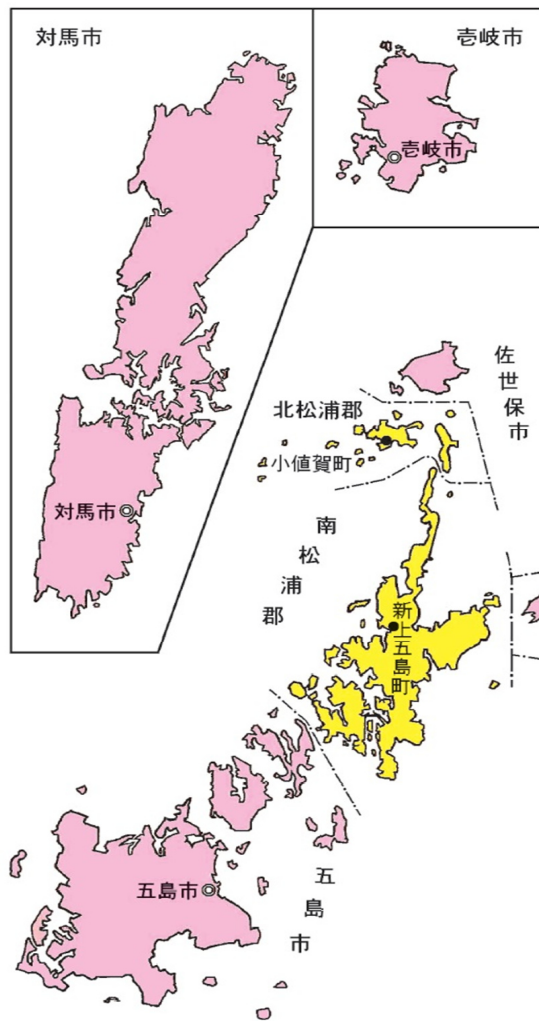 対馬市
壱岐市
壱岐市
佐世保市
北松浦郡
小値賀町
対馬市
南松浦郡
新上五島町
五島市
五島市